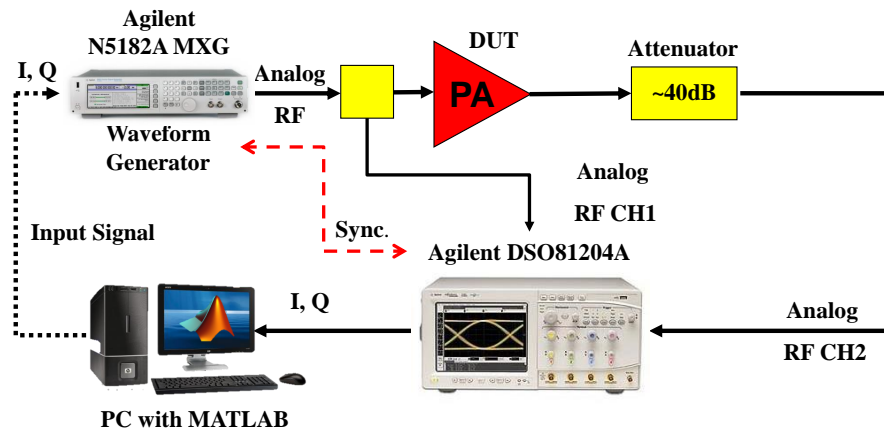 Agilent
N5182A MXG
I, Q
Analog
RF
Waveform
Generator
DUT
PA
Attenuator
~40dB
Analog
RF CH1
Sync.
Input Signal
Agilent DSO81204A
I, Q
Analog
RF CH2
PC with MATLAB